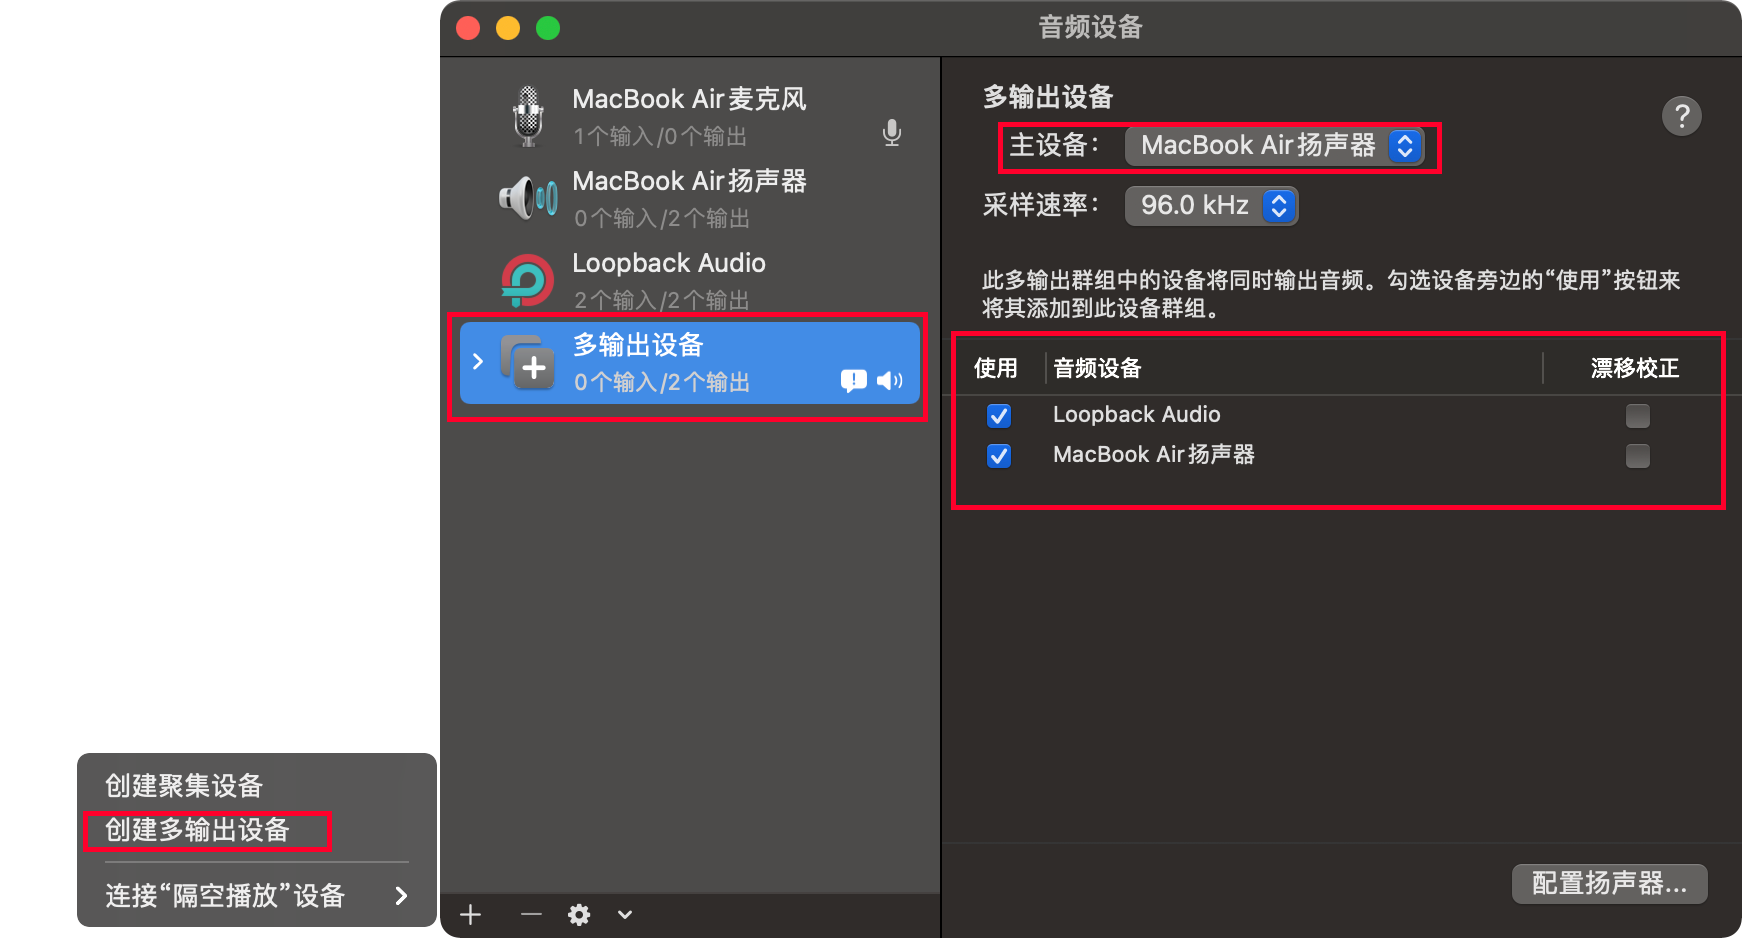 音频设备
MacBook Air麦克风
1个输入/0个输出
MacBook Air扬声器
0个输入/2个输出
Loopback Audio
2个输入/2个输出
多输出设备
0个输入/2个输出
多输出设备
?
主设备： MacBook Air扬声器
采样速率： 96.0 kHz
此多输出群组中的设备将同时输出音频。勾选设备旁边的“使用”按钮来
将其添加到此设备群组。
使用 音频设备 漂移校正
Loopback Audio
MacBook Air扬声器
配置扬声器...
创建聚集设备
创建多输出设备
连接“隔空播放”设备